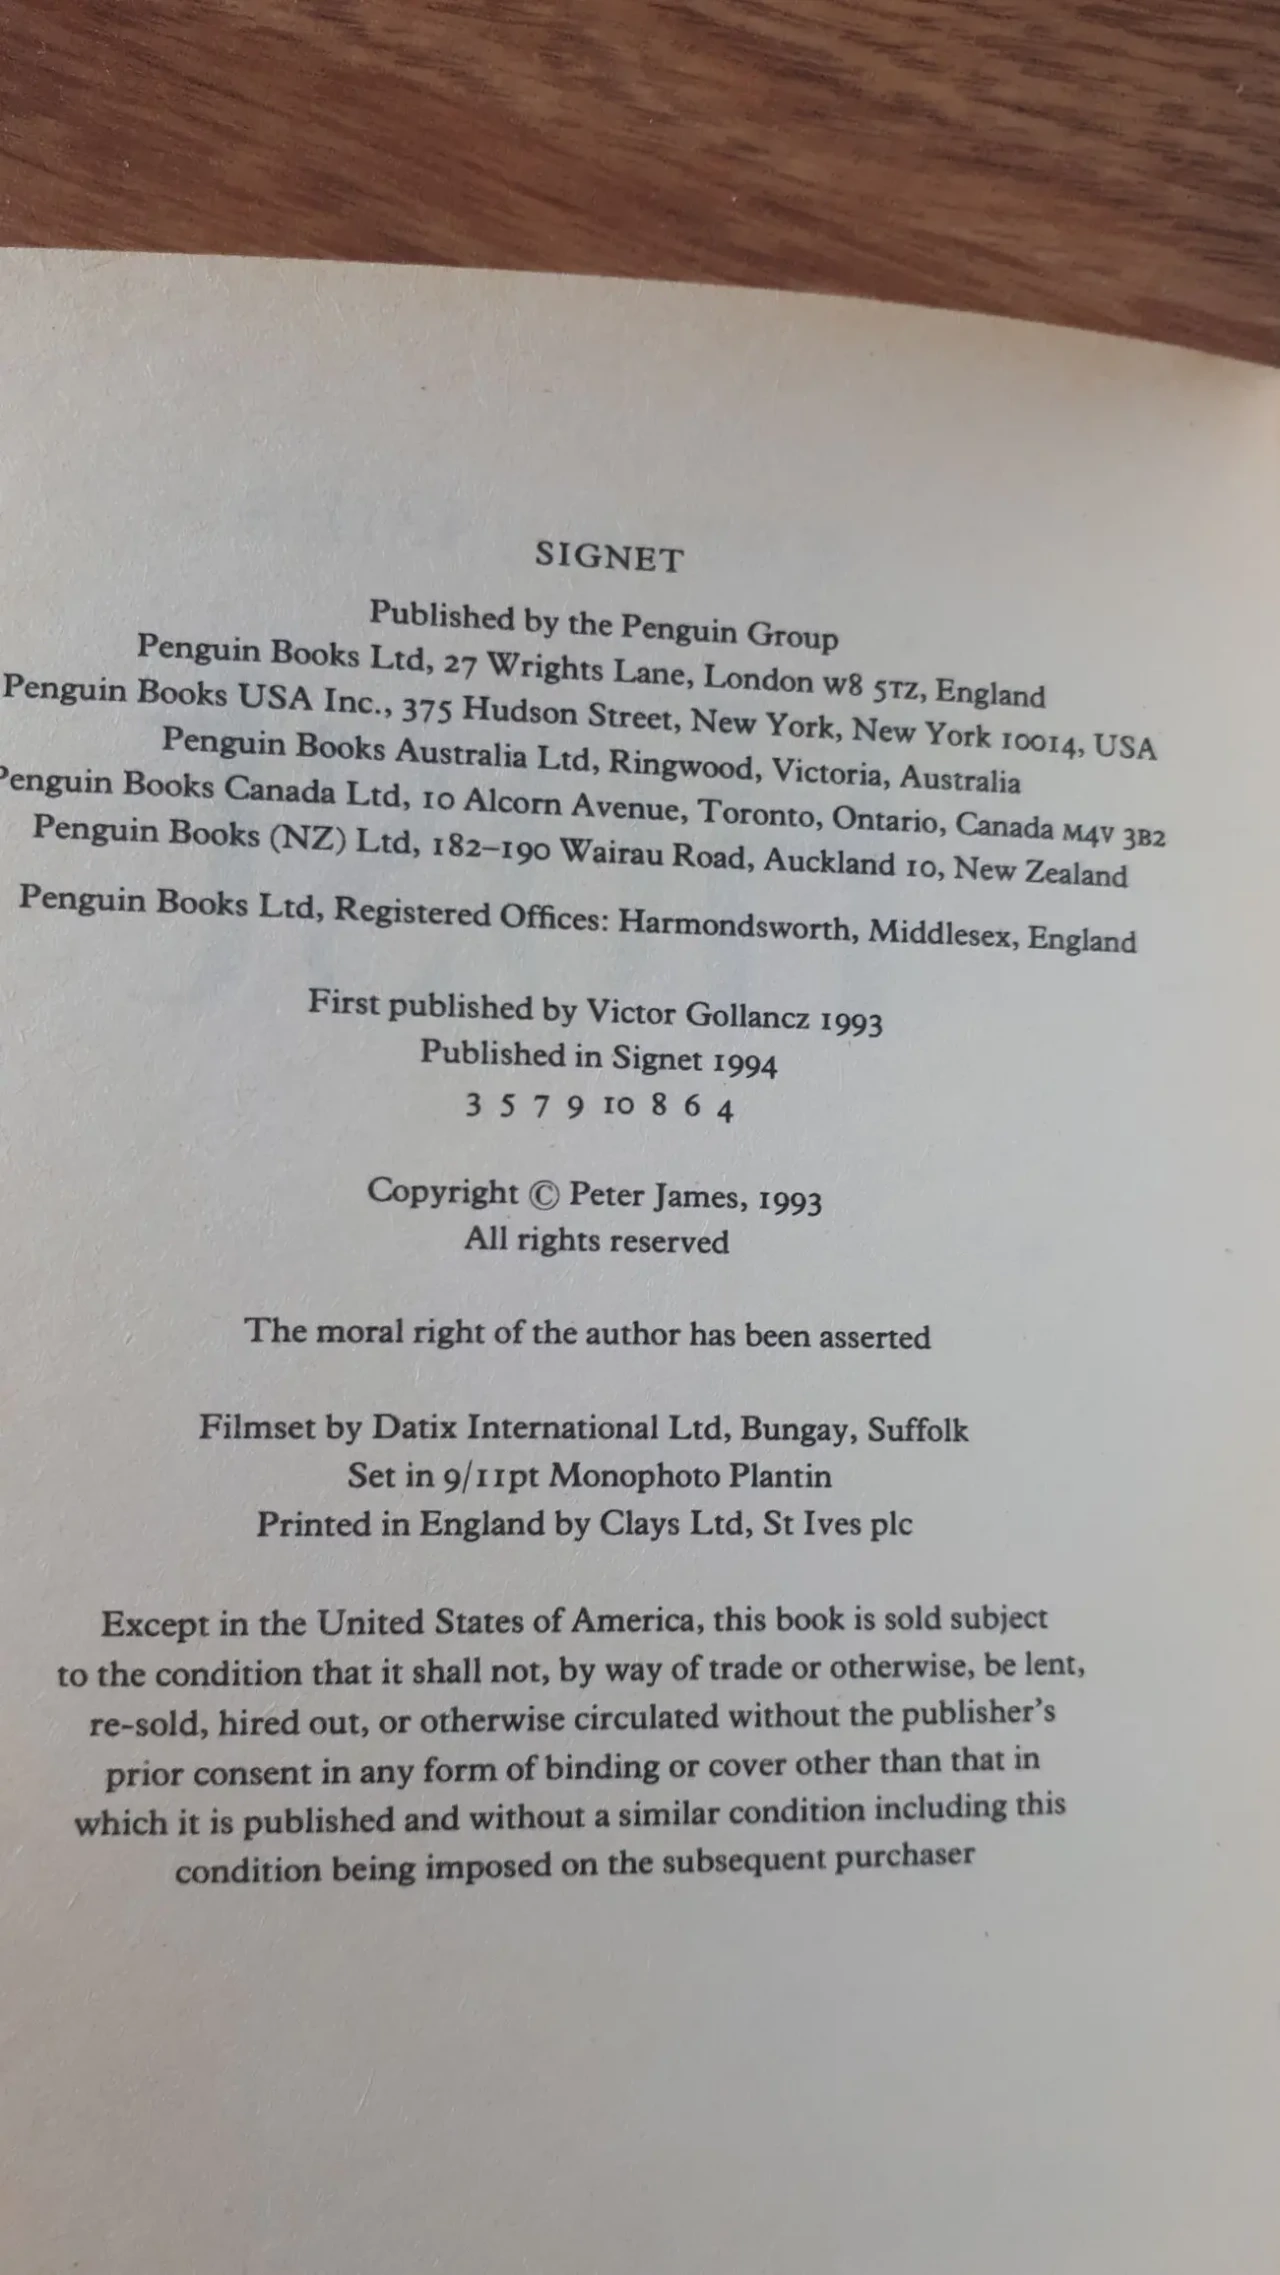 SIGNET
Published by the Penguin Group
Penguin Books Ltd, 27 Wrights Lane, London W8 5TZ, England
Penguin Books USA Inc., 375 Hudson Street, New York, New York 10014, USA
Penguin Books Australia Ltd, Ringwood, Victoria, Australia
Penguin Books Canada Ltd, 10 Alcorn Avenue, Toronto, Ontario, Canada M4V 3B2
Penguin Books (NZ) Ltd, 182–190 Wairau Road, Auckland 10, New Zealand
Penguin Books Ltd, Registered Offices: Harmondsworth, Middlesex, England
First published by Victor Gollancz 1993
Published in Signet 1994
3 5 7 9 10 8 6 4
Copyright © Peter James, 1993
All rights reserved
The moral right of the author has been asserted
Filmset by Datix International Ltd, Bungay, Suffolk
Set in 9/11pt Monophoto Plantin
Printed in England by Clays Ltd, St Ives plc
Except in the United States of America, this book is sold subject
to the condition that it shall not, by way of trade or otherwise, be lent,
re-sold, hired out, or otherwise circulated without the publisher's
prior consent in any form of binding or cover other than that in
which it is published and without a similar condition including this
condition being imposed on the subsequent purchaser